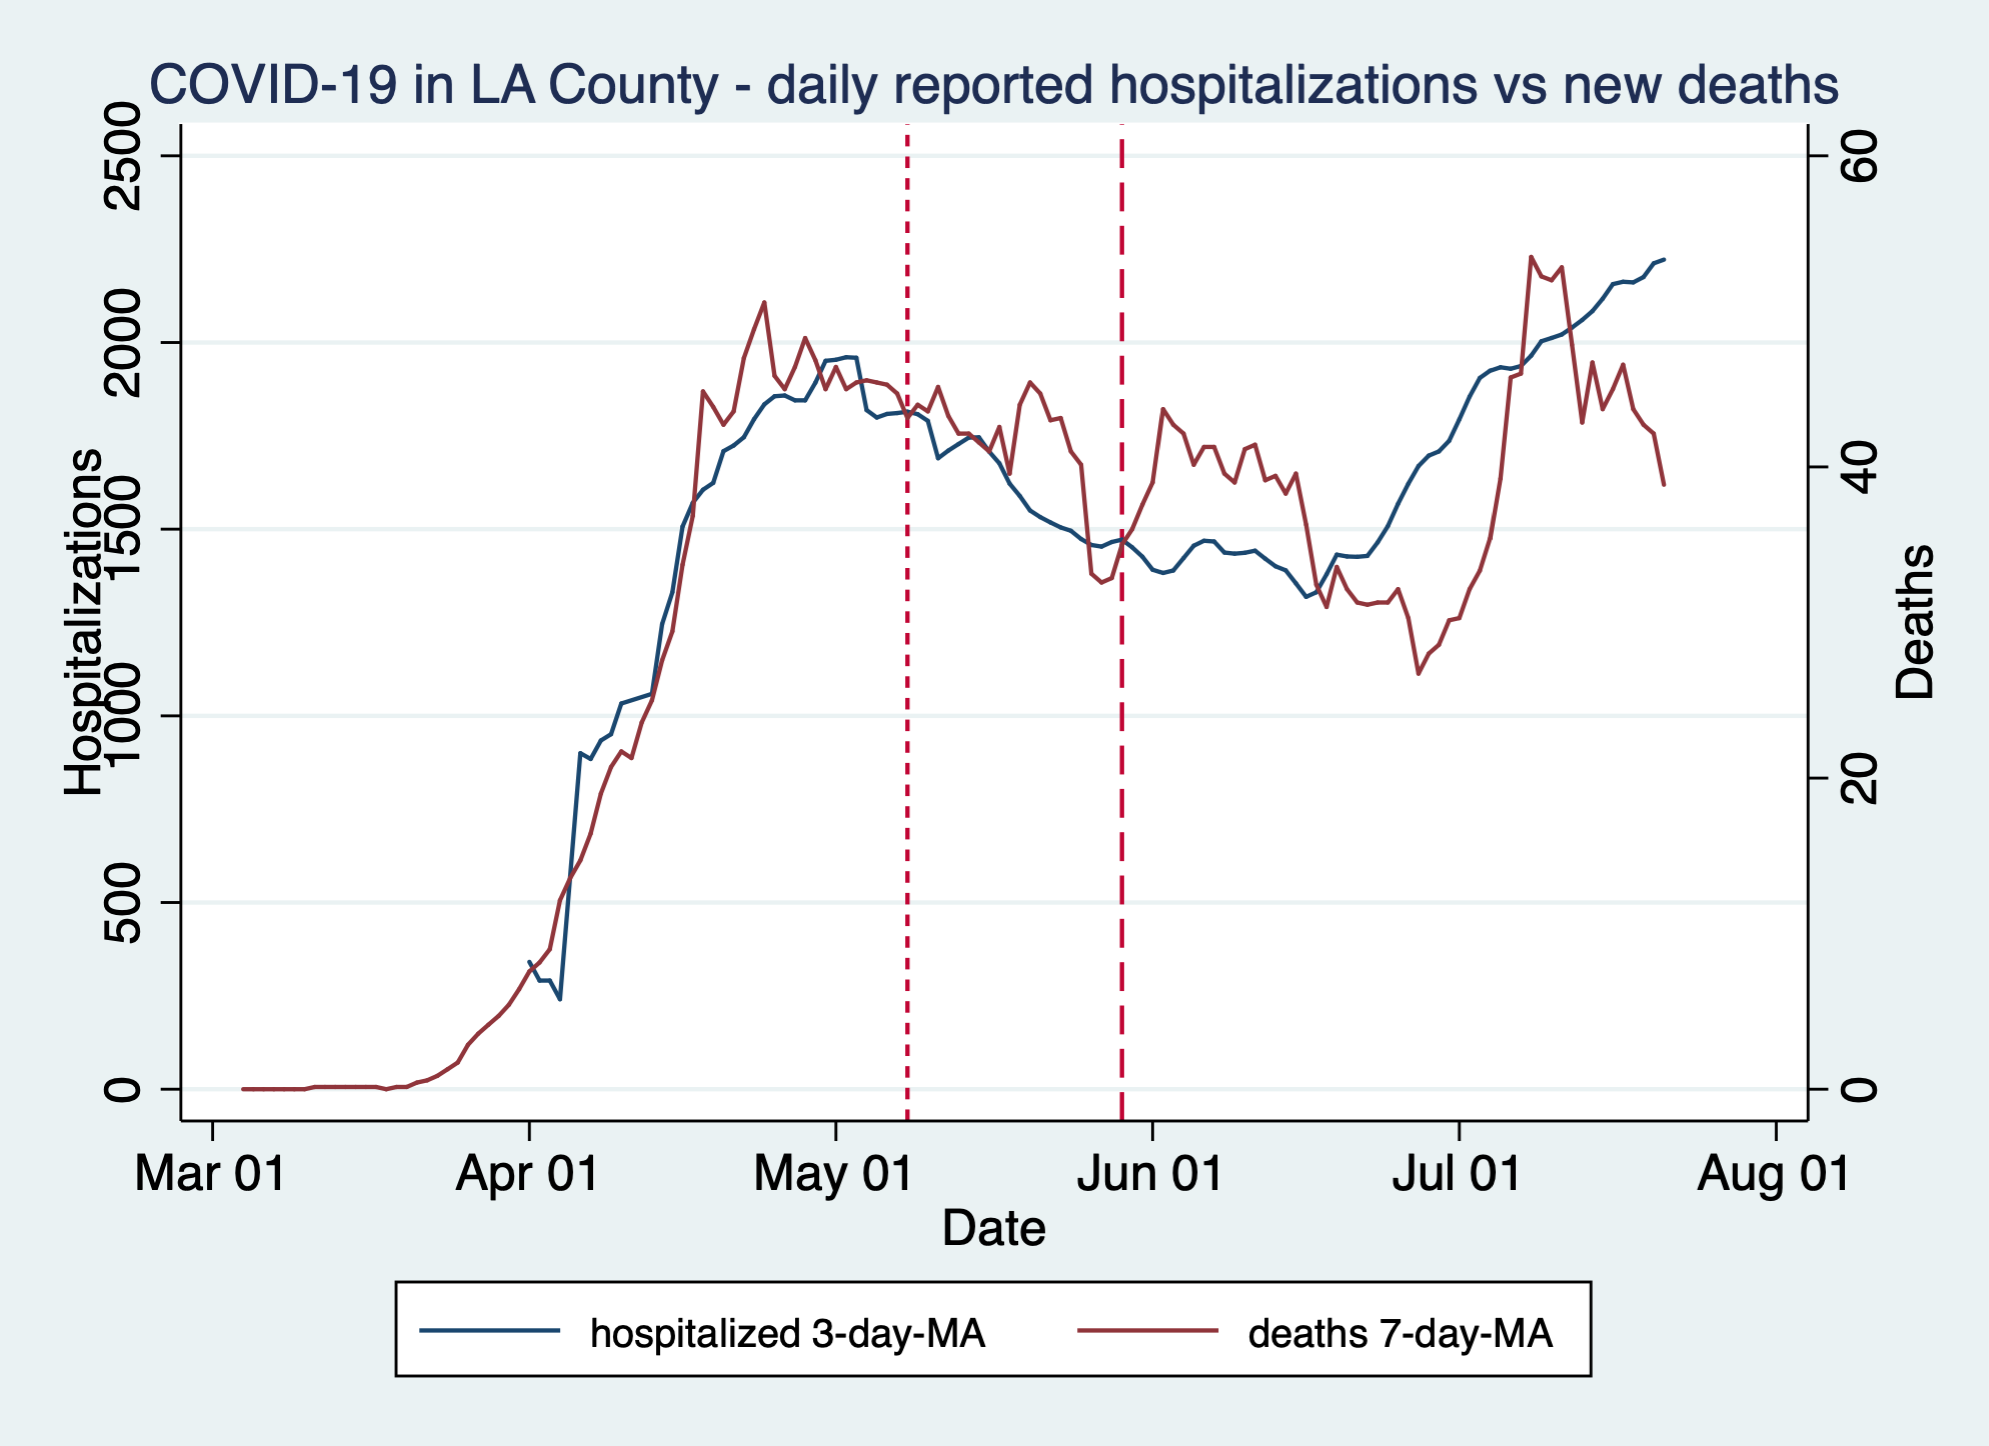 COVID-19 in LA County - daily reported hospitalizations vs new deaths
Hospitalizations
2500
2000
1500
1000
500
0
60
40
20
0
Deaths
Mar 01 Apr 01 May 01 Jun 01 Jul 01 Aug 01
Date
hospitalized 3-day-MA deaths 7-day-MA